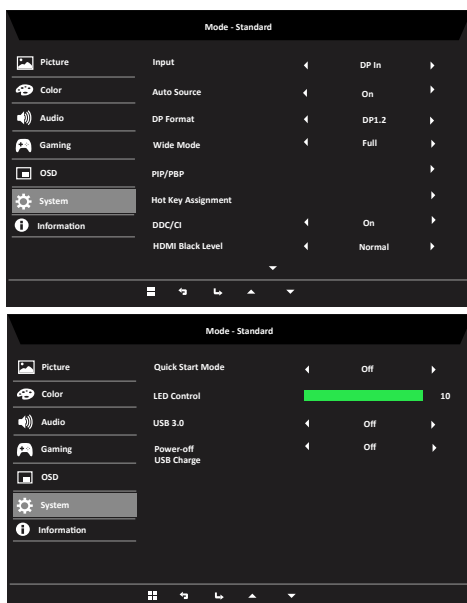 Mode - Standard
Picture
Input
DP In
Color
Auto Source
On
Audio
DP Format
DP1.2
Gaming
Wide Mode
Full
OSD
PIP/PBP
System
Hot Key Assignment
Information
DDC/CI
On
HDMI Black Level
Normal
Mode - Standard
Picture
Quick Start Mode
Off
Color
LED Control
10
Audio
USB 3.0
Off
Gaming
Power-off
USB Charge
Off
OSD
System
Information